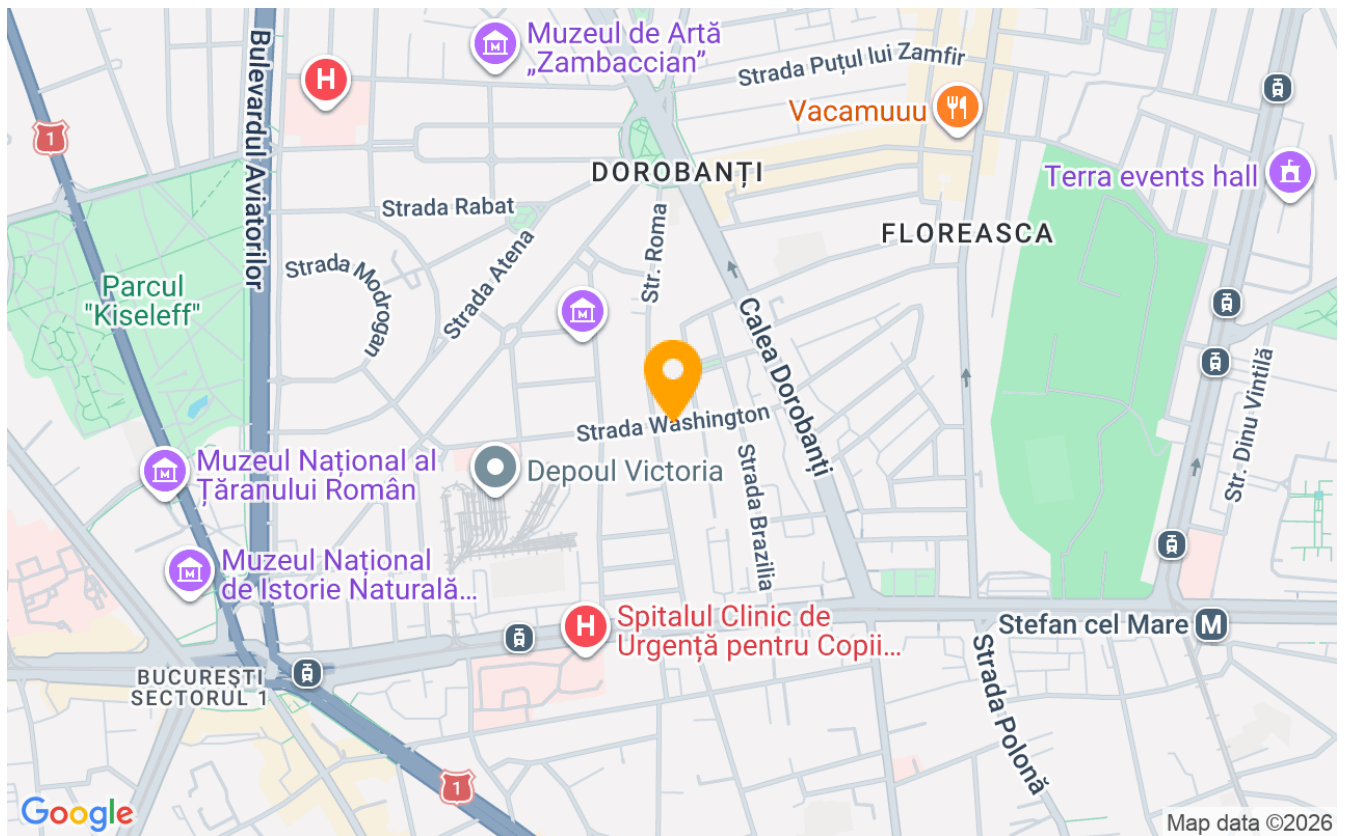 Muzeul de Artă
„Zambaccian”
Strada Puțul lui Zamfir
Bulevardul Aviatorilor
H
Vacamuuu
1
DOROBANȚI
Terra events hall
Strada Rabat
Str. Roma
FLOREASCA
Strada Modrogan
Strada Atena
Parcul
"Kiseleff"
Calea Dorobanți
Strada Washington
Str. Dinu Vintilă
Muzeul Național al
Țăranului Român
Depoul Victoria
Strada Brazilia
Muzeul Național
de Istorie Naturală...
H
Spitalul Clinic de
Urgență pentru Copii...
Stefan cel Mare M
BUCUREȘTI
SECTORUL 1
Strada Polonă
1
Google
Map data ©2026